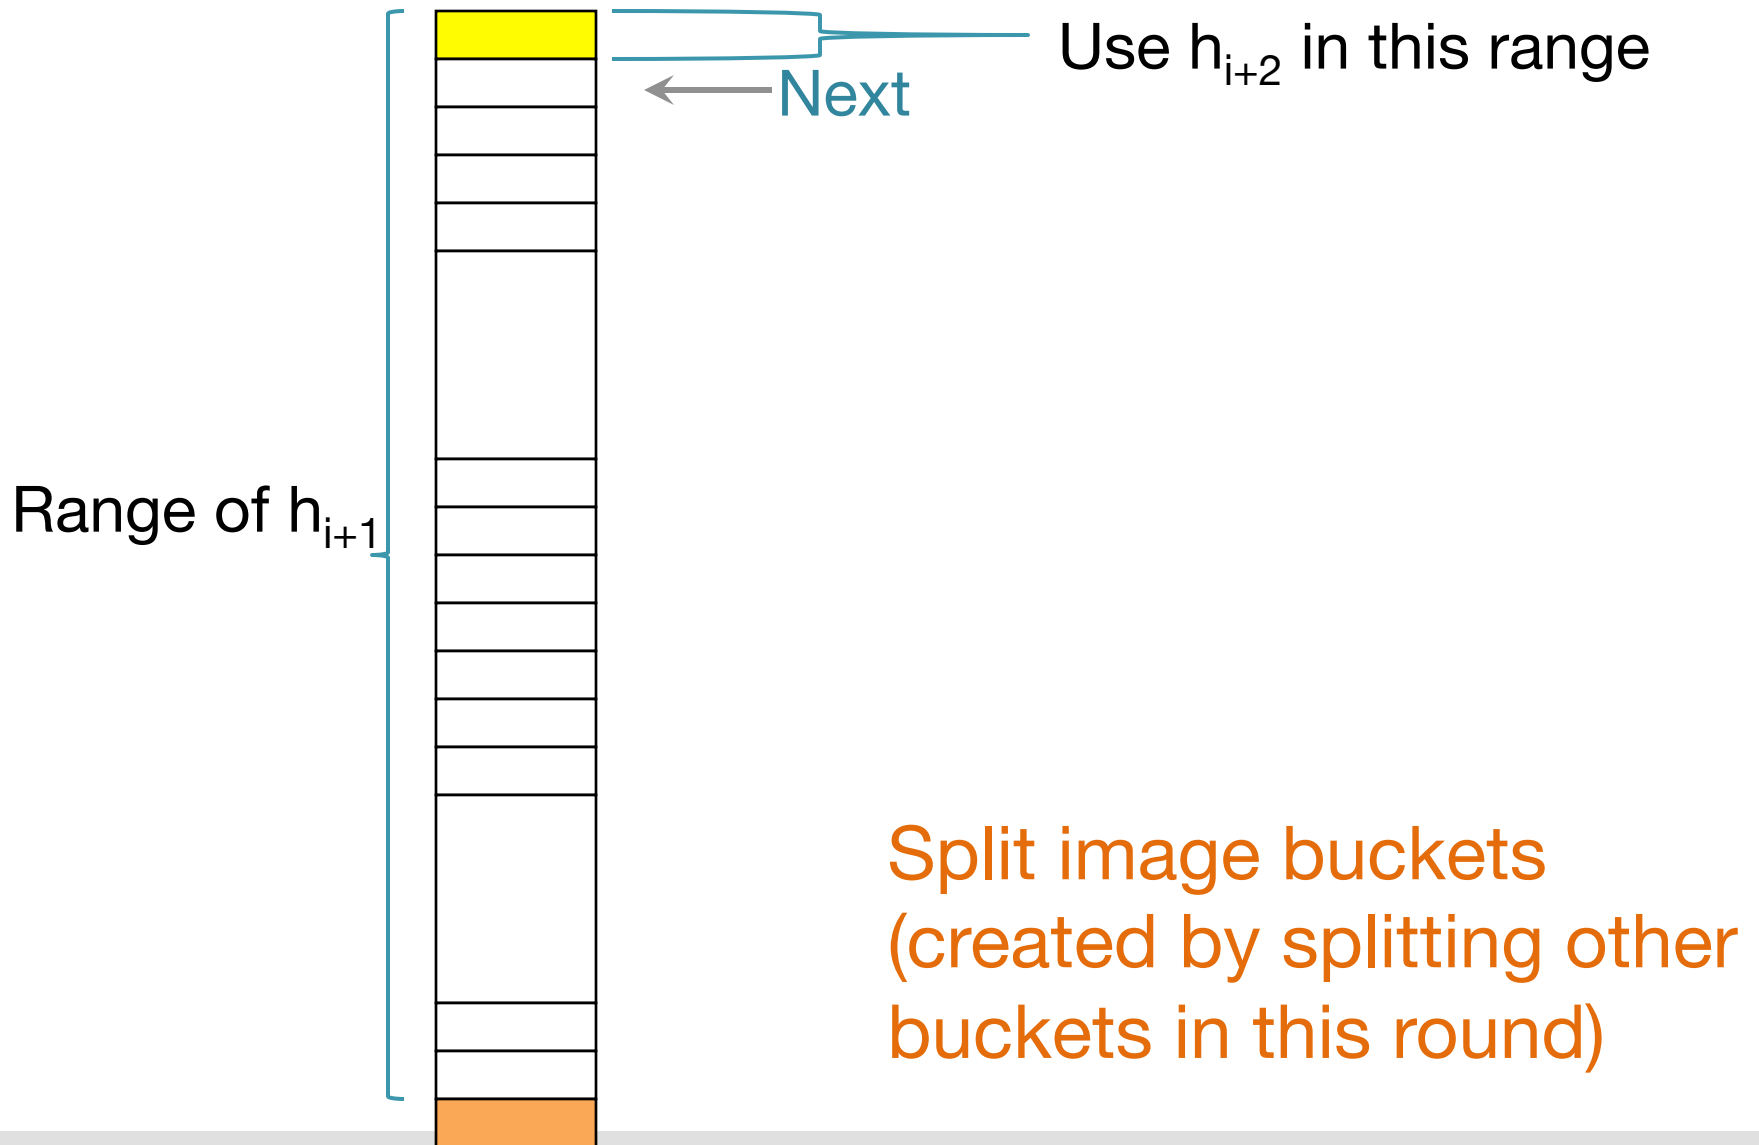 Use hi+2 in this range
Next
Range of hi+1
Split image buckets
(created by splitting other
buckets in this round)